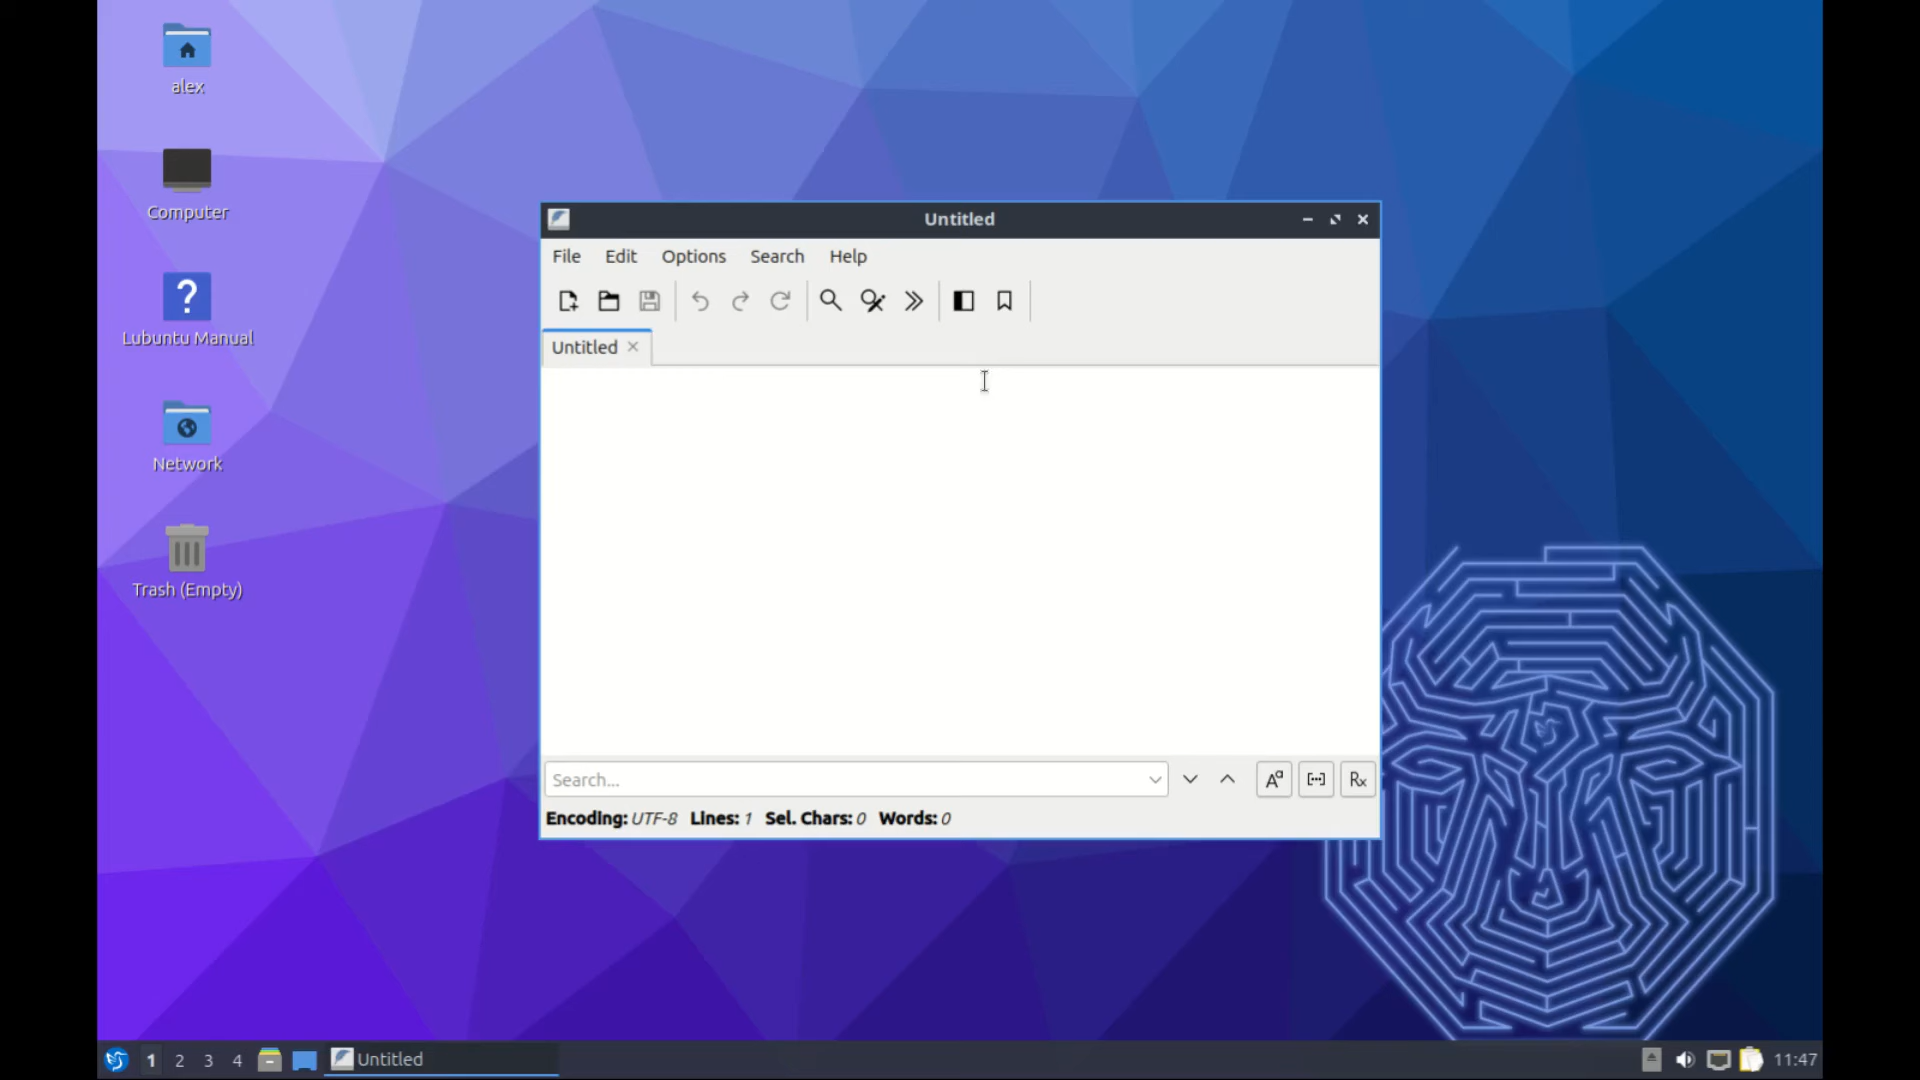 alex
Computer
Lubuntu Manual
Network
Trash (Empty)
Untitled
File Edit Options Search Help
Untitled
Search...
Encoding: UTF-8 Lines: 1 Sel. Chars: 0 Words: 0
1 2 3 4 Untitled 11:47